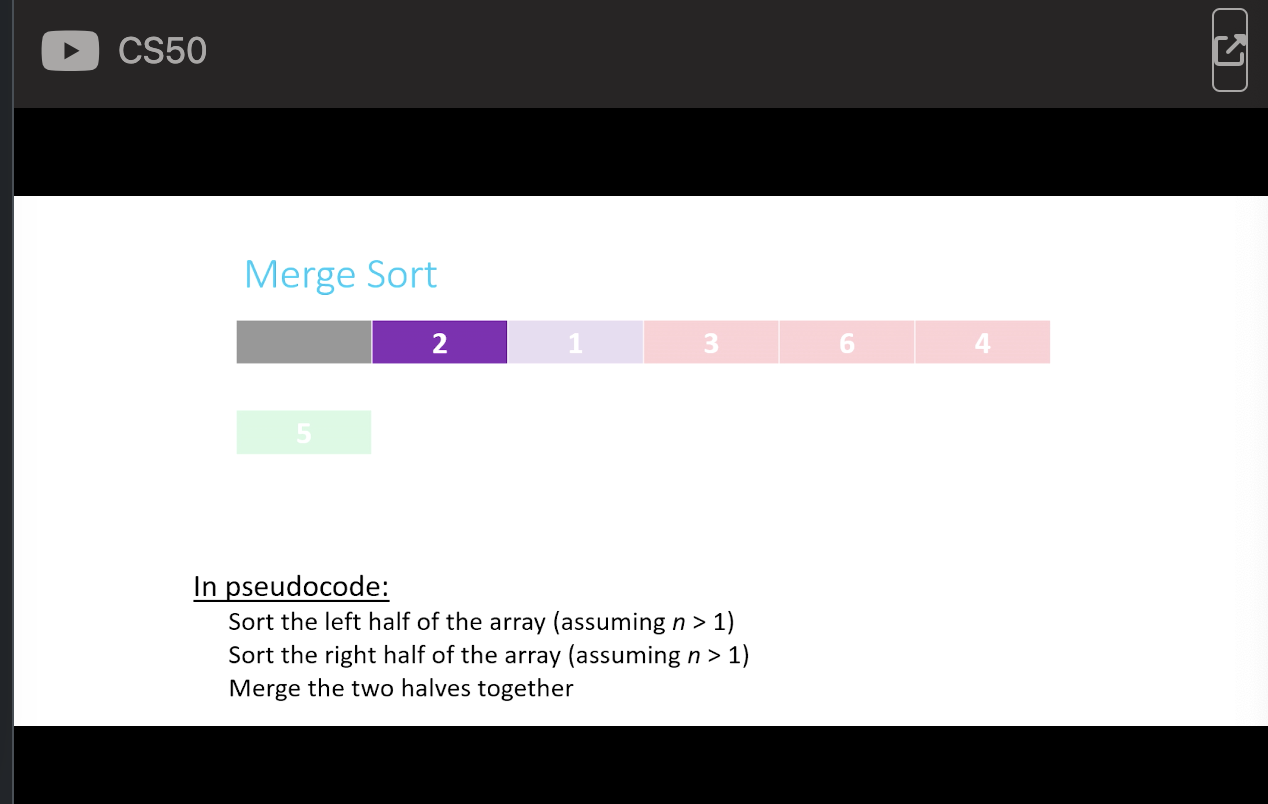 CS50
Merge Sort
2 1 3 6 4
5
In pseudocode:
Sort the left half of the array (assuming n > 1)
Sort the right half of the array (assuming n > 1)
Merge the two halves together